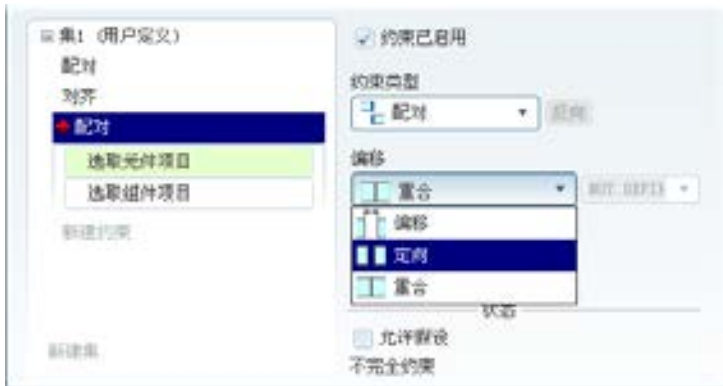 集1 (用户定义)
配对
对齐
配对
选取元件项目
选取组件项目
新建约束
新建集
约束已启用
约束类型
配对
反向
偏移
重合
NOT DEFIN
偏移
定向
重合
状态
允许假设
不完全约束